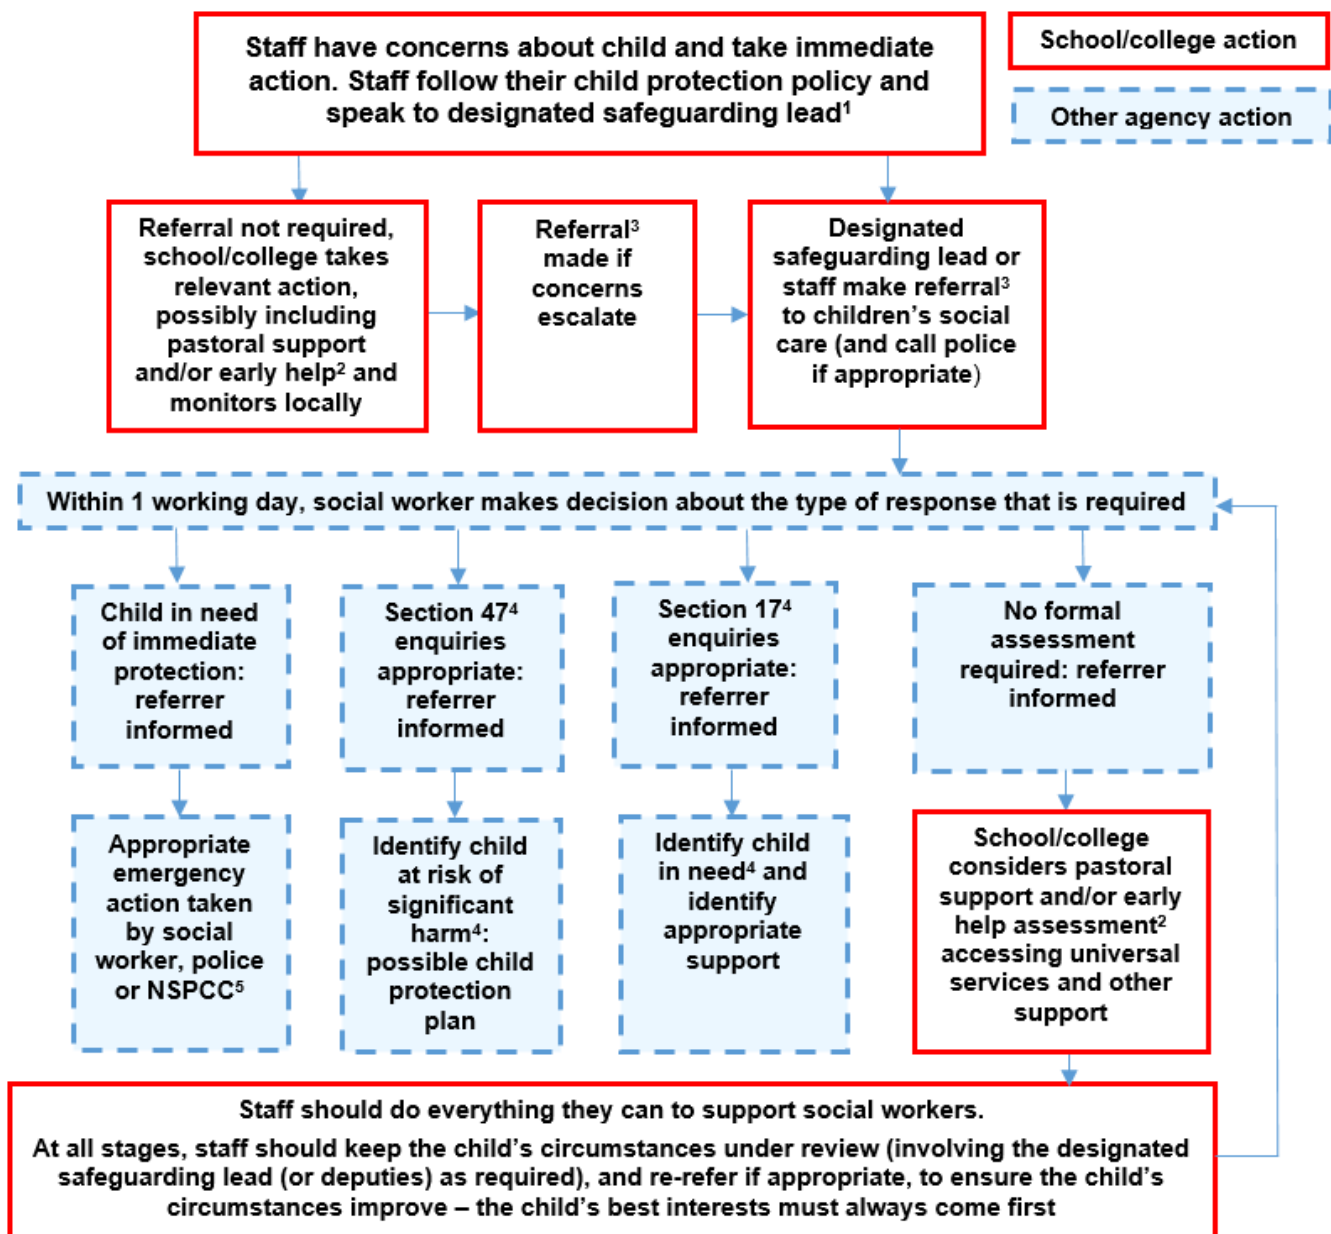 Staff have concerns about child and take immediate
action. Staff follow their child protection policy and
speak to designated safeguarding lead¹
School/college action
Other agency action
Referral not required,
school/college takes
relevant action,
possibly including
pastoral support
and/or early help² and
monitors locally
Referral³
made if
concerns
escalate
Designated
safeguarding lead or
staff make referral³
to children’s social
care (and call police
if appropriate)
Within 1 working day, social worker makes decision about the type of response that is required
Child in need
of immediate
protection:
referrer
informed
Section 47⁴
enquiries
appropriate:
referrer
informed
Section 17⁴
enquiries
appropriate:
referrer
informed
No formal
assessment
required: referrer
informed
Appropriate
emergency
action taken
by social
worker, police
or NSPCC⁵
Identify child
at risk of
significant
harm⁴:
possible child
protection
plan
Identify child
in need⁴ and
identify
appropriate
support
School/college
considers pastoral
support and/or early
help assessment²
accessing universal
services and other
support
Staff should do everything they can to support social workers.
At all stages, staff should keep the child’s circumstances under review (involving the designated
safeguarding lead (or deputies) as required), and re-refer if appropriate, to ensure the child’s
circumstances improve – the child’s best interests must always come first